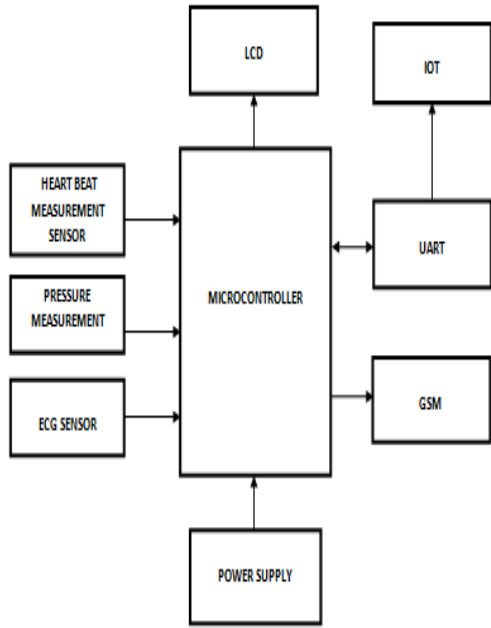 LCD
IOT
HEART BEAT
MEASUREMENT
SENSOR
UART
PRESSURE
MEASUREMENT
MICROCONTROLLER
ECG SENSOR
GSM
POWER SUPPLY